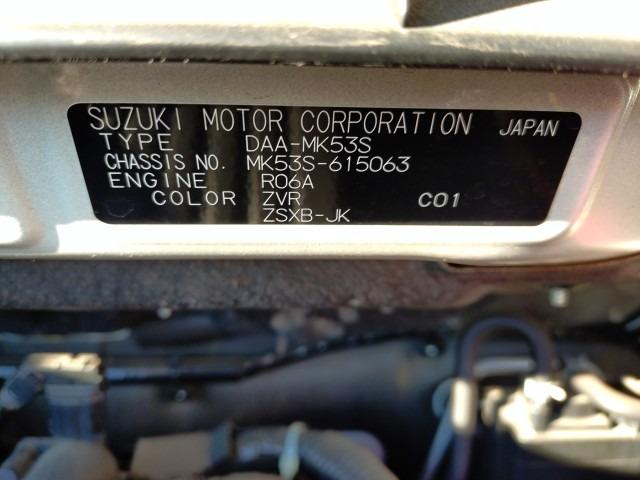 SUZUKI MOTOR CORPORATION JAPAN
TYPE DAA-MK53S
CHASSIS NO. MK53S-615063
ENGINE R06A
COLOR ZVR C01
ZSXB-JK